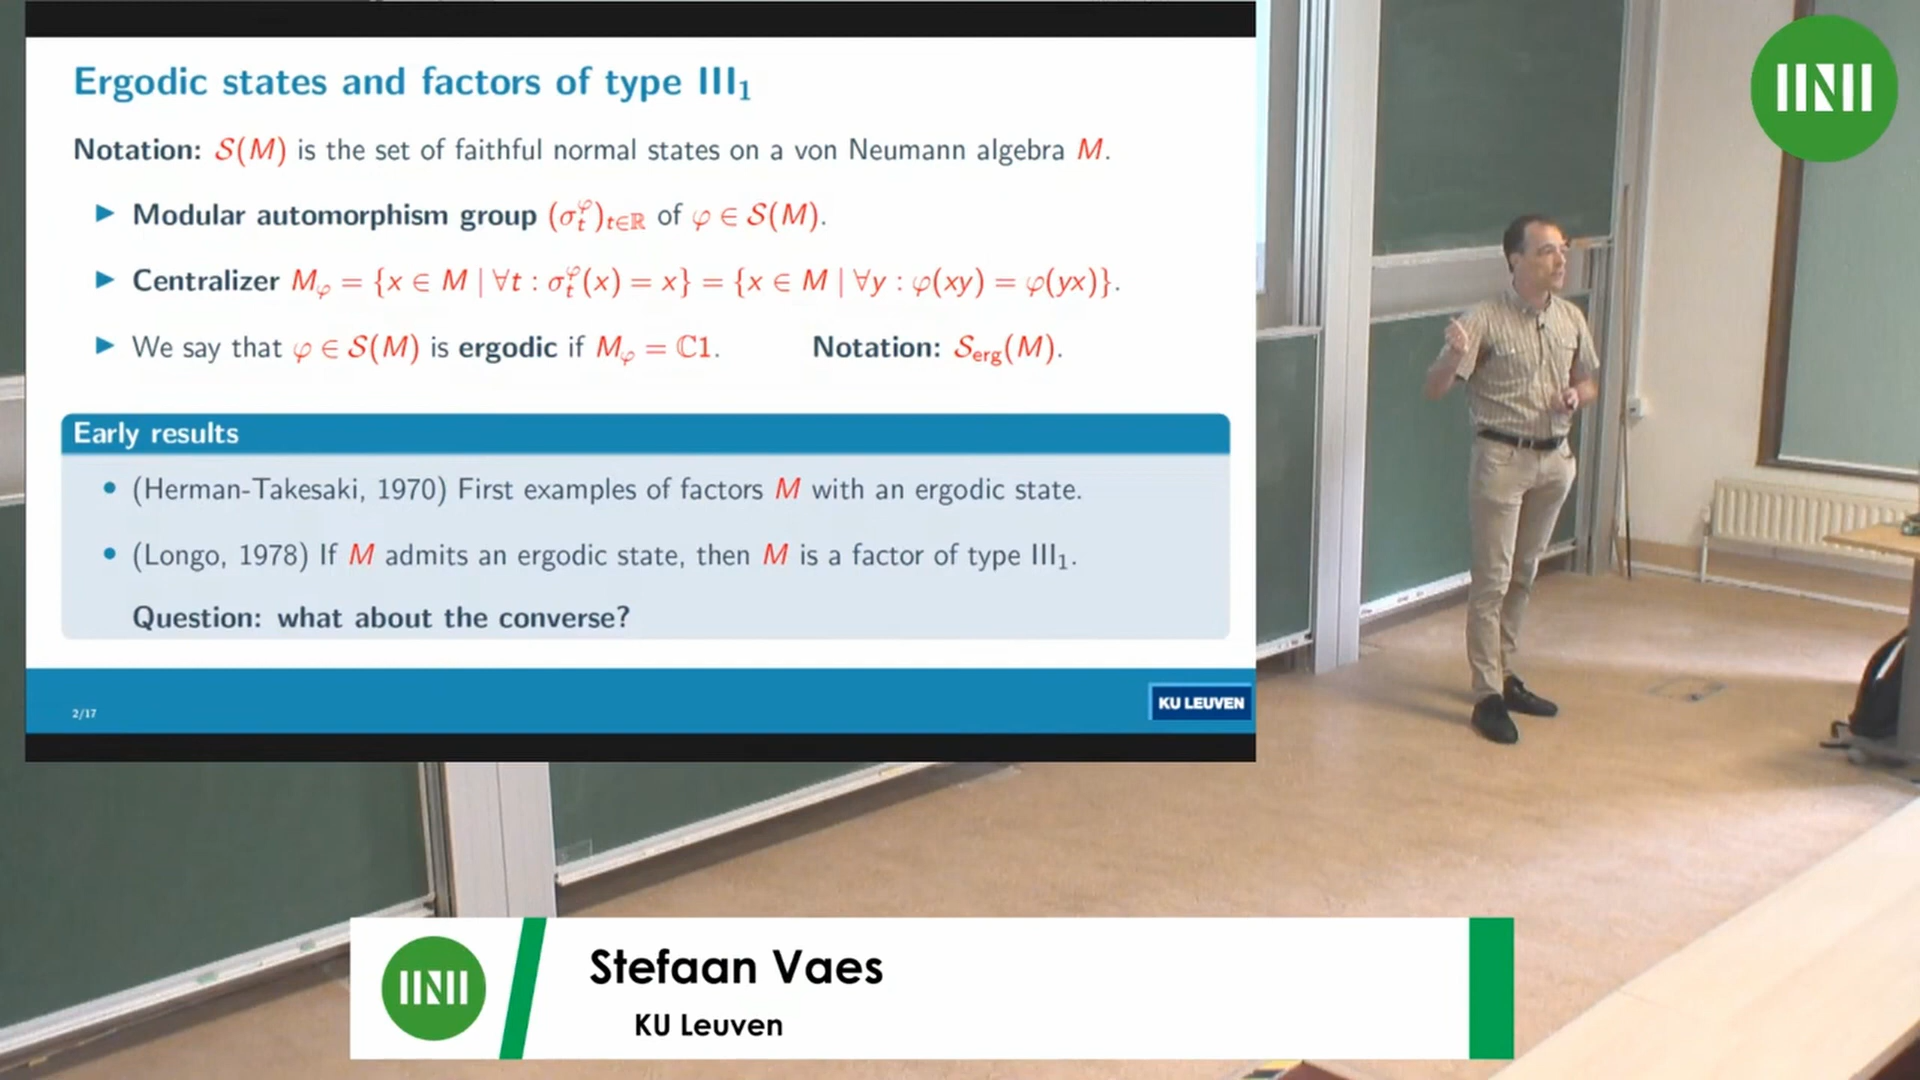 Ergodic states and factors of type III₁
Notation: 𝒮(M) is the set of faithful normal states on a von Neumann algebra M.
▶ Modular automorphism group (σₜ^φ)ₜ∈ℝ of φ ∈ 𝒮(M).
▶ Centralizer M_φ = {x ∈ M | ∀t : σₜ^φ(x) = x} = {x ∈ M | ∀y : φ(xy) = φ(yx)}.
▶ We say that φ ∈ 𝒮(M) is ergodic if M_φ = ℂ1. Notation: 𝒮_erg(M).
Early results
• (Herman-Takesaki, 1970) First examples of factors M with an ergodic state.
• (Longo, 1978) If M admits an ergodic state, then M is a factor of type III₁.
Question: what about the converse?
2/17
KU LEUVEN
Stefaan Vaes
KU Leuven